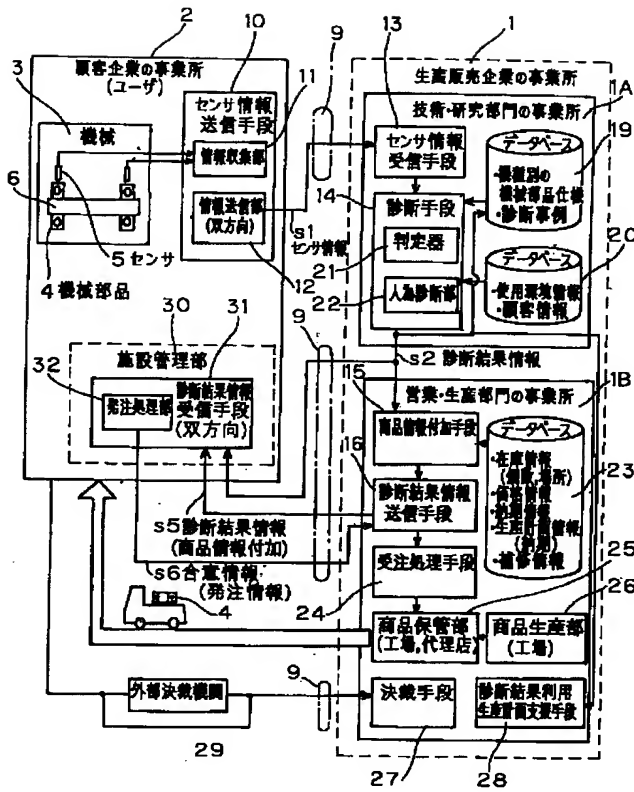 2
顧客企業の事業所
(ユーザ)
10
センサ情報
送信手段
11
情報収集部
情報送信部
(双方向)
12
3
機械
6
5 センサ
4 機械部品
9
s1
センサ情報
1
生産販売企業の事業所
1A
技術・研究部門の事業所
13
センサ情報
受信手段
14
診断手段
21
判定器
22
人為診断部
データベース
19
・機種別の
機械部品仕様
・診断事例
データベース
20
・使用環境情報
・顧客情報
30
施設管理部
31
32
発注処理部
診断結果情報
受信手段
(双方向)
9
s2 診断結果情報
1B
営業・生産部門の事業所
15
商品情報付加手段
16
診断結果情報
送信手段
データベース
23
・在庫情報
(個数,場所)
・価格情報
・納期情報
・生産計画情報
(納期)
・補修情報
s5 診断結果情報
(商品情報付加)
s6 合意情報
(発注情報)
受注処理手段
24
25
26
4
商品保管部
(工場,代理店)
商品生産部
(工場)
外部決裁機関
29
9
決裁手段
27
診断結果利用
生産計画支援手段
28